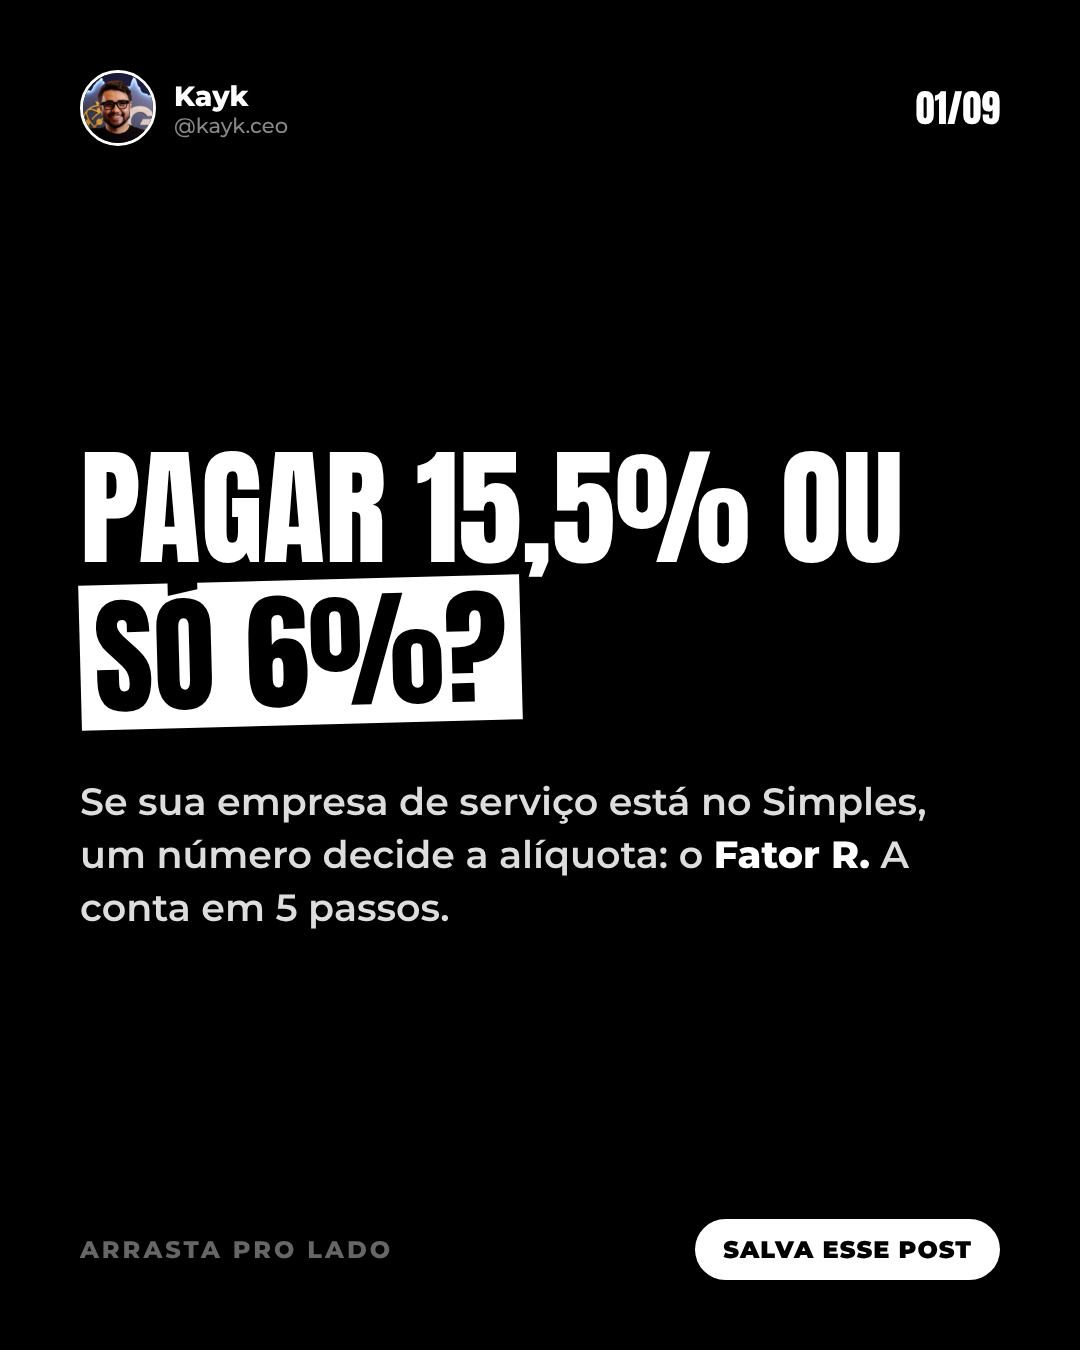 Kayk
@kayk.ceo
01/09
PAGAR 15,5% OU
SÓ 6%?
Se sua empresa de serviço está no Simples,
um número decide a alíquota: o Fator R. A
conta em 5 passos.
ARRASTA PRO LADO
SALVA ESSE POST